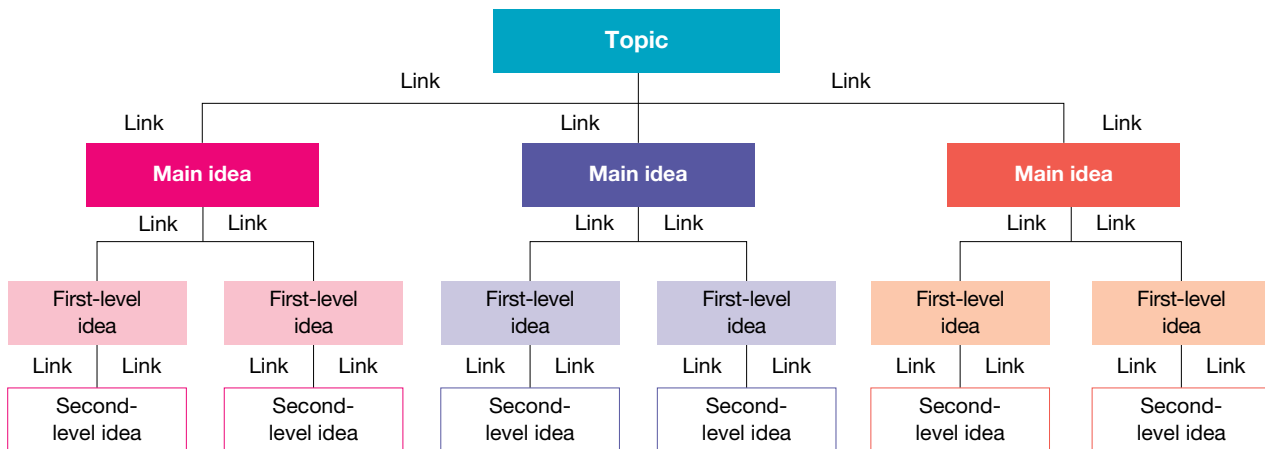 Topic
Link Link
Link Link Link
Main idea Main idea Main idea
Link Link Link Link Link Link
First-level First-level First-level First-level First-level First-level
idea idea idea idea idea idea
Link Link Link Link Link Link Link Link Link Link Link Link
Second- Second- Second- Second- Second- Second-
level idea level idea level idea level idea level idea level idea